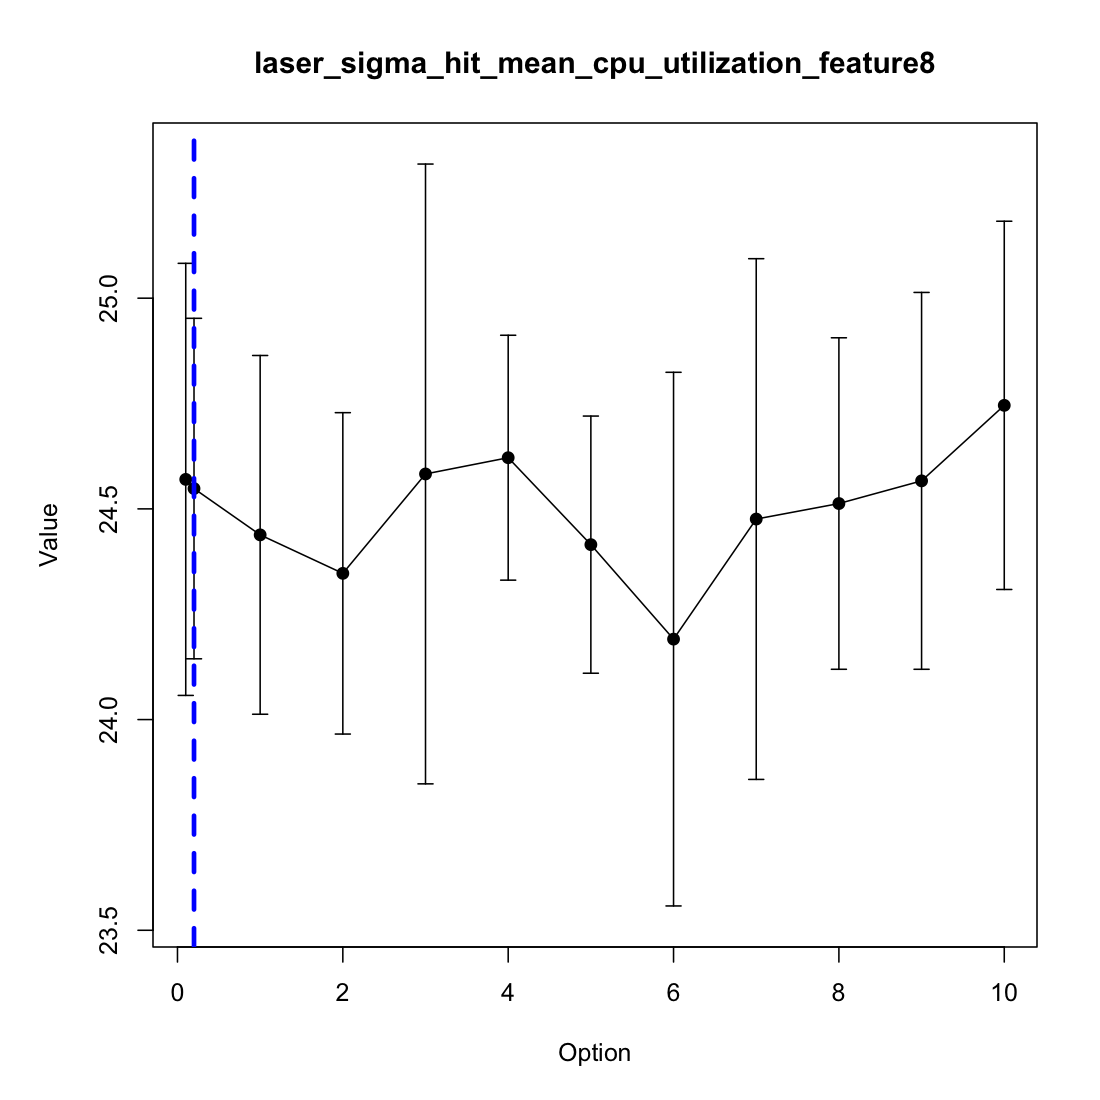 laser_sigma_hit_mean_cpu_utilization_feature8
Value
25.0
24.5
24.0
23.5
0 2 4 6 8 10
Option